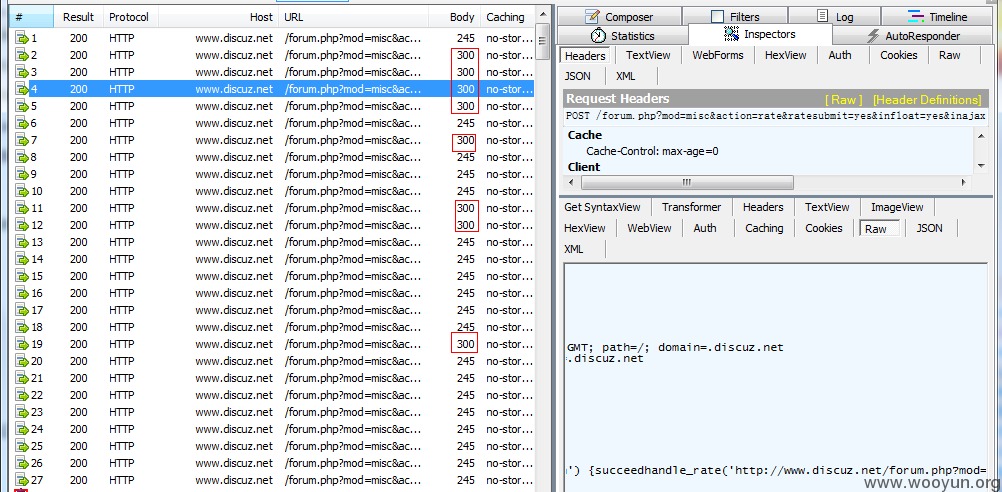 # Result Protocol Host URL Body Caching
1 200 HTTP www.discuz.net /forum.php?mod=misc&ac... 245 no-stor...
2 200 HTTP www.discuz.net /forum.php?mod=misc&ac... 300 no-stor...
3 200 HTTP www.discuz.net /forum.php?mod=misc&ac... 300 no-stor...
4 200 HTTP www.discuz.net /forum.php?mod=misc&ac... 300 no-stor...
5 200 HTTP www.discuz.net /forum.php?mod=misc&ac... 300 no-stor...
6 200 HTTP www.discuz.net /forum.php?mod=misc&ac... 245 no-stor...
7 200 HTTP www.discuz.net /forum.php?mod=misc&ac... 300 no-stor...
8 200 HTTP www.discuz.net /forum.php?mod=misc&ac... 245 no-stor...
9 200 HTTP www.discuz.net /forum.php?mod=misc&ac... 245 no-stor...
10 200 HTTP www.discuz.net /forum.php?mod=misc&ac... 245 no-stor...
11 200 HTTP www.discuz.net /forum.php?mod=misc&ac... 300 no-stor...
12 200 HTTP www.discuz.net /forum.php?mod=misc&ac... 300 no-stor...
13 200 HTTP www.discuz.net /forum.php?mod=misc&ac... 245 no-stor...
14 200 HTTP www.discuz.net /forum.php?mod=misc&ac... 245 no-stor...
15 200 HTTP www.discuz.net /forum.php?mod=misc&ac... 245 no-stor...
16 200 HTTP www.discuz.net /forum.php?mod=misc&ac... 245 no-stor...
17 200 HTTP www.discuz.net /forum.php?mod=misc&ac... 245 no-stor...
18 200 HTTP www.discuz.net /forum.php?mod=misc&ac... 245 no-stor...
19 200 HTTP www.discuz.net /forum.php?mod=misc&ac... 300 no-stor...
20 200 HTTP www.discuz.net /forum.php?mod=misc&ac... 245 no-stor...
21 200 HTTP www.discuz.net /forum.php?mod=misc&ac... 245 no-stor...
22 200 HTTP www.discuz.net /forum.php?mod=misc&ac... 245 no-stor...
23 200 HTTP www.discuz.net /forum.php?mod=misc&ac... 245 no-stor...
24 200 HTTP www.discuz.net /forum.php?mod=misc&ac... 245 no-stor...
25 200 HTTP www.discuz.net /forum.php?mod=misc&ac... 245 no-stor...
26 200 HTTP www.discuz.net /forum.php?mod=misc&ac... 245 no-stor...
27 200 HTTP www.discuz.net /forum.php?mod=misc&ac... 245 no-stor...
Composer Filters Log Timeline
Statistics Inspectors AutoResponder
Headers TextView WebForms HexView Auth Cookies Raw
JSON XML
Request Headers [ Raw ] [Header Definitions]
POST /forum.php?mod=misc&action=rate&ratesubmit=yes&infloat=yes&inajax
Cache
Cache-Control: max-age=0
Client
Get SyntaxView Transformer Headers TextView ImageView
HexView WebView Auth Caching Cookies Raw JSON
XML
GMT; path=/; domain=.discuz.net
=.discuz.net
') {succeedhandle_rate('http://www.discuz.net/forum.php?mod=
www.wooyun.org